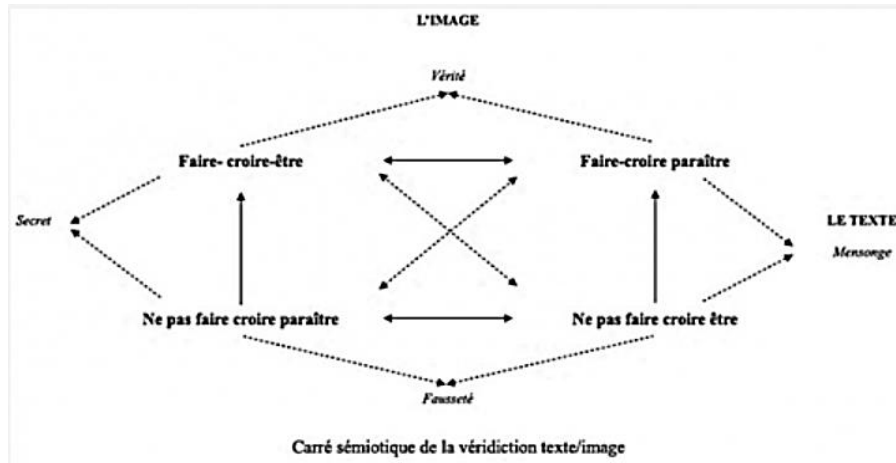 L'IMAGE
Vérité
Faire- croire-être
Faire-croire paraître
Secret
LE TEXTE
Mensonge
Ne pas faire croire paraître
Ne pas faire croire être
Fausseté
Carré sémiotique de la véridiction texte/image